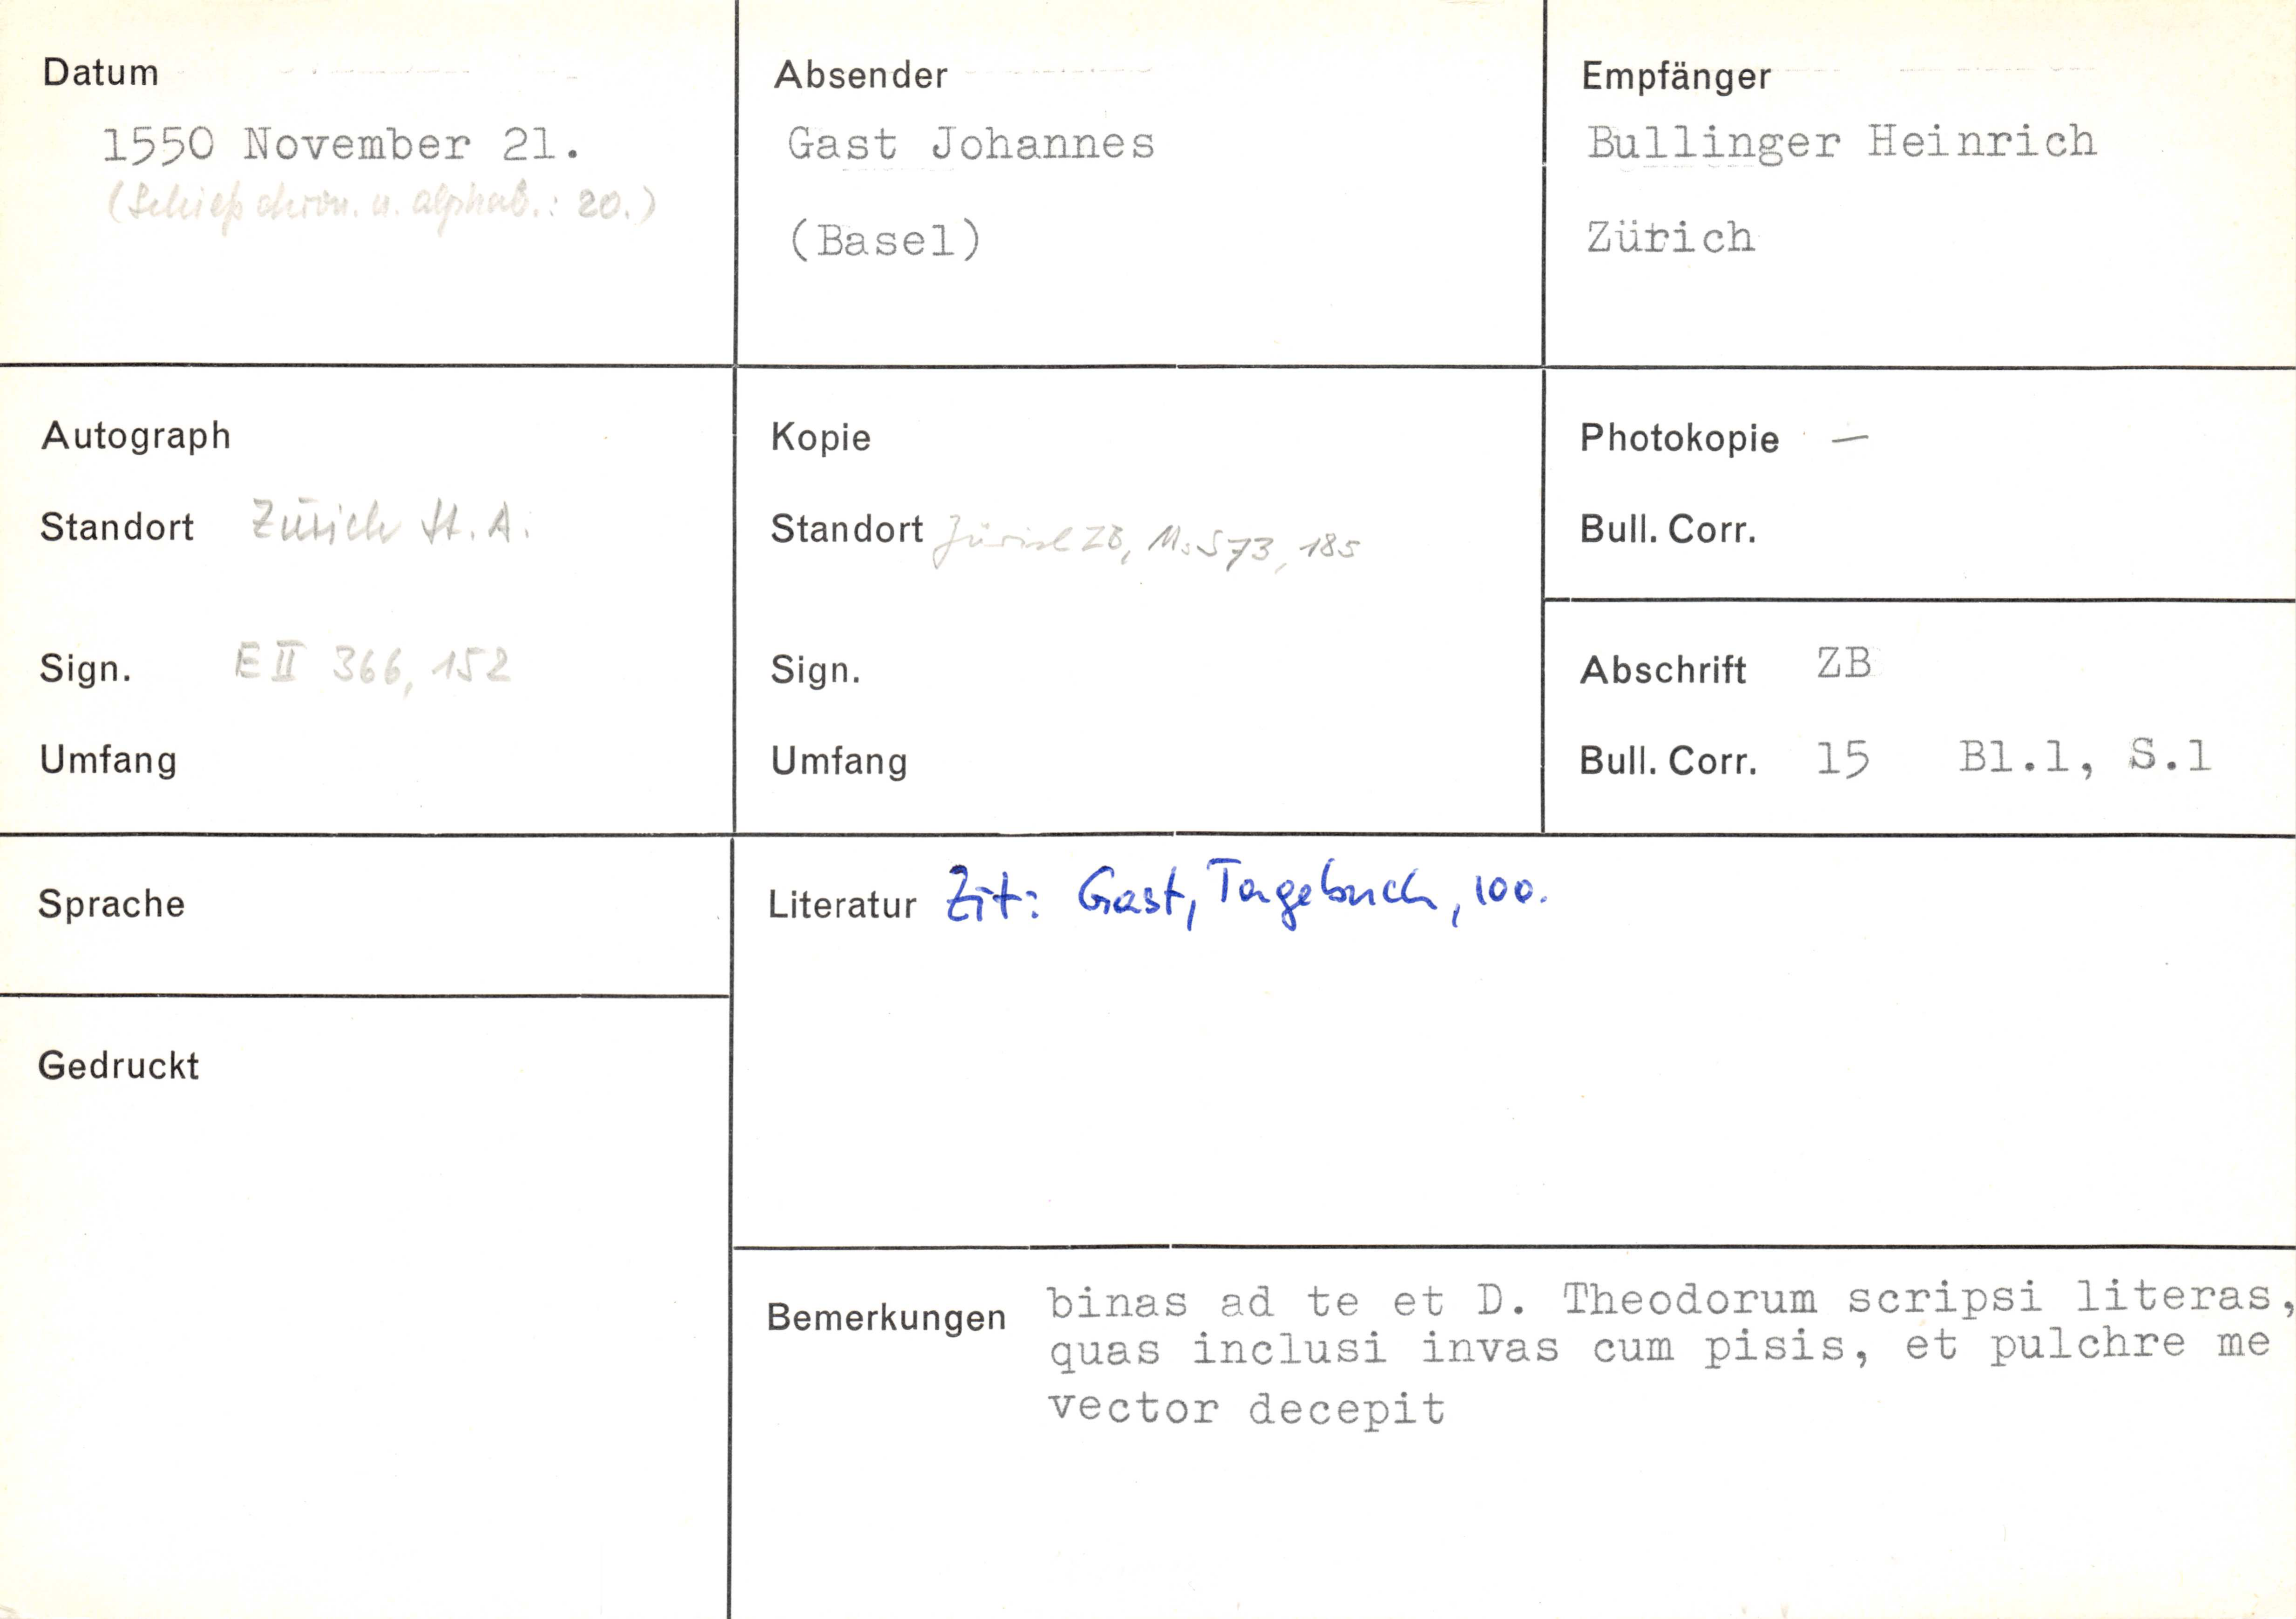 Datum
1550 November 21.
(Schieß chron. u. alphab.: 20.)
Absender
Gast Johannes
(Basel)
Empfänger
Bullinger Heinrich
Zürich
Autograph
Standort Zürich St. A.
Sign. E II 366, 152
Umfang
Kopie
Standort Zürich ZB, Ms S 73, 185
Sign.
Umfang
Photokopie —
Bull. Corr.
Abschrift ZB
Bull. Corr. 15 Bl.1, S.1
Sprache
Gedruckt
Literatur Zit: Gast, Tagebuch, 100.
Bemerkungen binas ad te et D. Theodorum scripsi literas,
quas inclusi invas cum pisis, et pulchre me
vector decepit